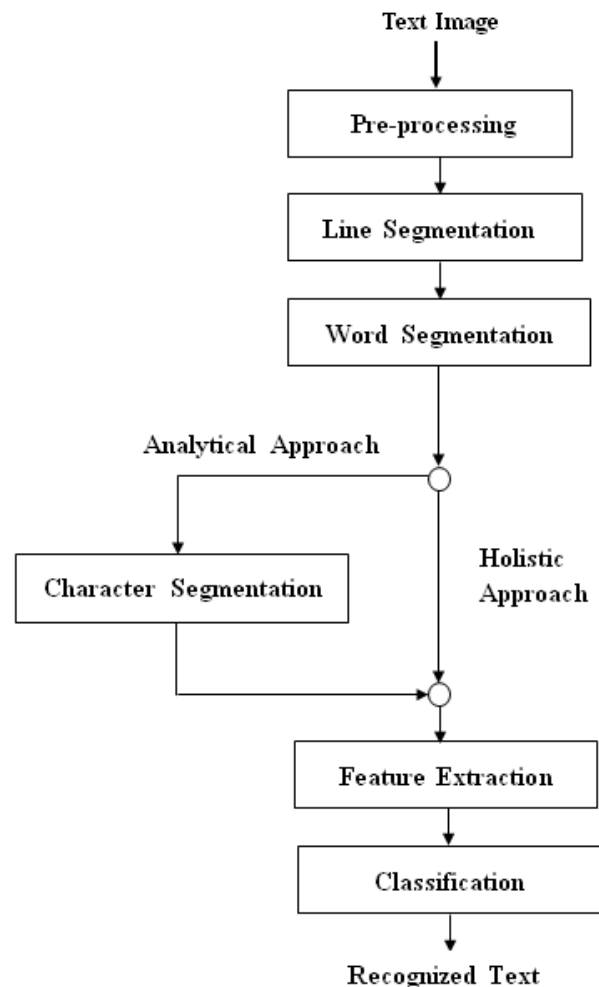 Text Image
Pre-processing
Line Segmentation
Word Segmentation
Analytical Approach
Character Segmentation
Holistic
Approach
Feature Extraction
Classification
Recognized Text